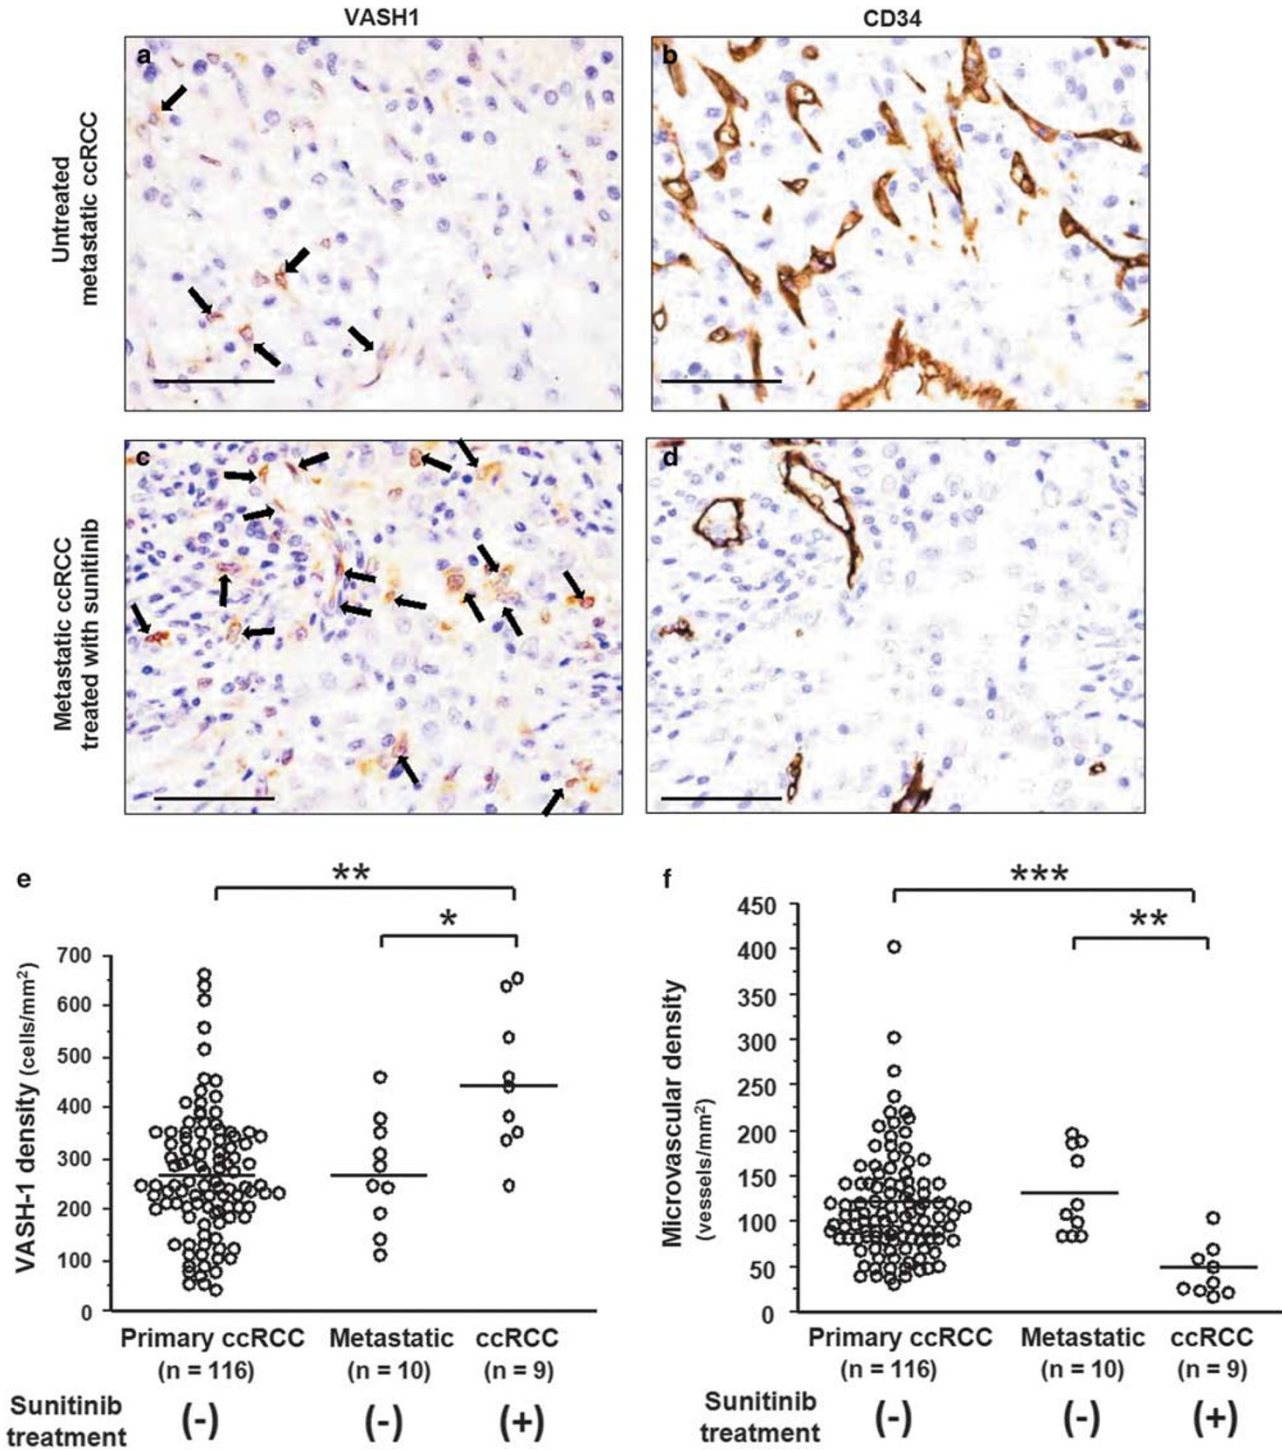 VASH1
CD34
Untreated
metastatic ccRCC
a
b
Metastatic ccRCC
treated with sunitinib
c
d
e
**
*
VASH-1 density (cells/mm²)
700
600
500
400
300
200
100
0
Primary ccRCC
Metastatic
ccRCC
(n = 116)
(n = 10)
(n = 9)
Sunitinib
treatment
(-)
(-)
(+)
f
***
**
Microvascular density
(vessels/mm²)
450
400
350
300
250
200
150
100
50
0
Primary ccRCC
Metastatic
ccRCC
(n = 116)
(n = 10)
(n = 9)
Sunitinib
treatment
(-)
(-)
(+)